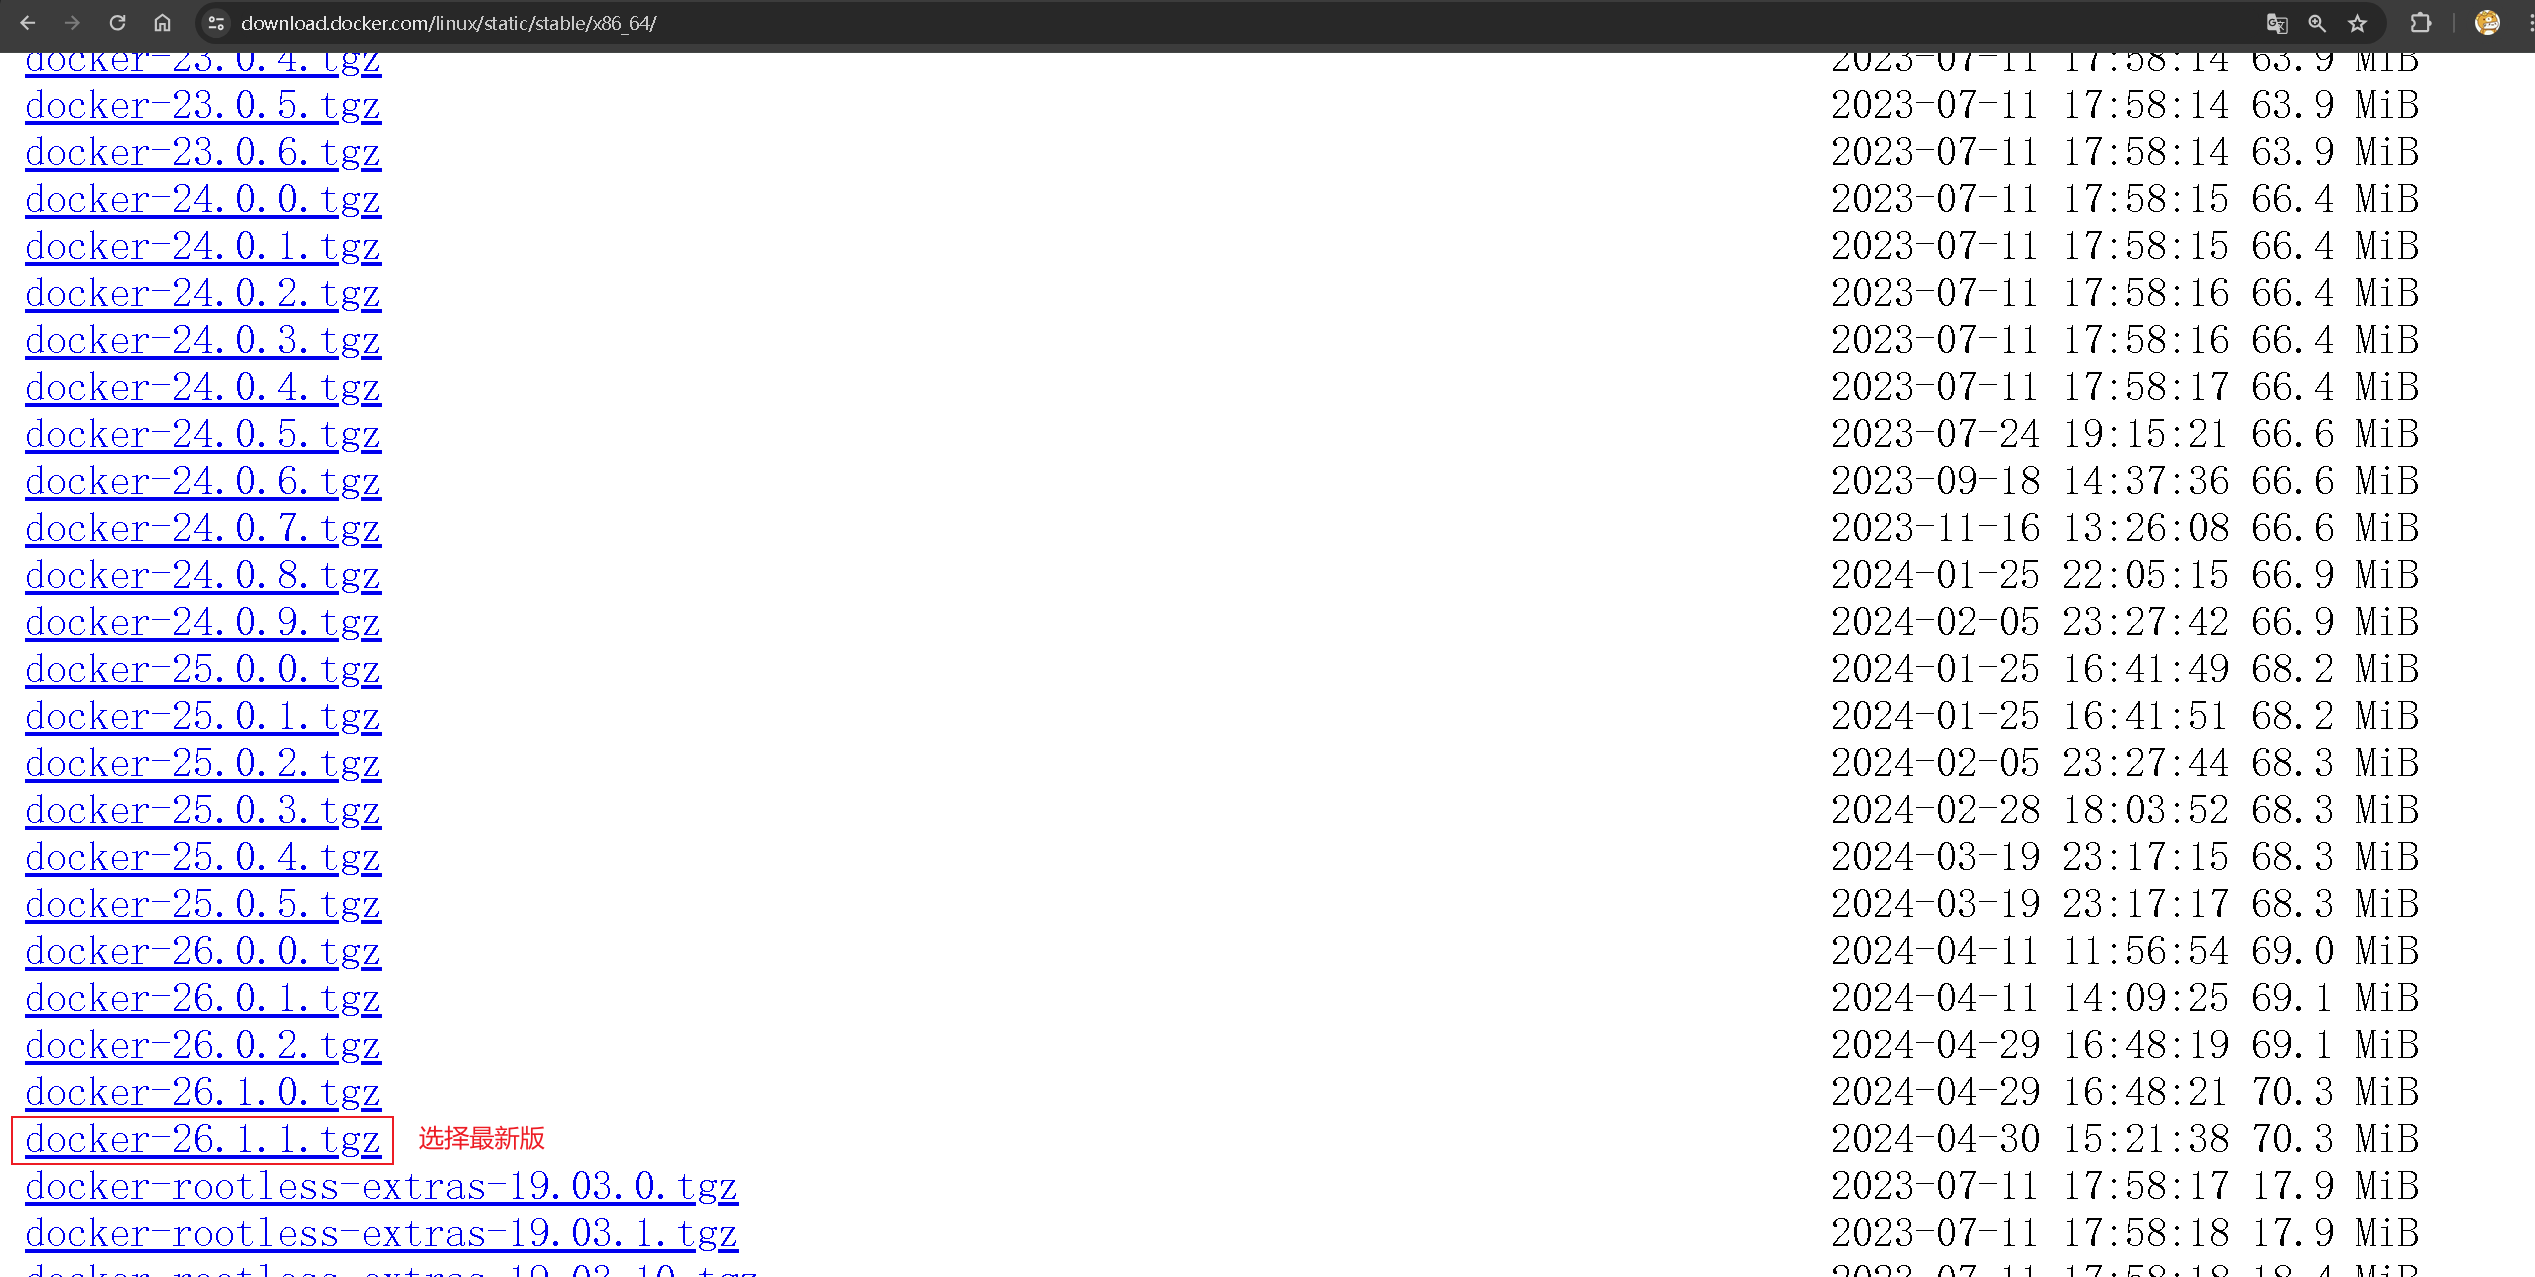 download.docker.com/linux/static/stable/x86_64/
docker-23.0.4.tgz 2023-07-11 17:58:14 63.9 MiB
docker-23.0.5.tgz 2023-07-11 17:58:14 63.9 MiB
docker-23.0.6.tgz 2023-07-11 17:58:14 63.9 MiB
docker-24.0.0.tgz 2023-07-11 17:58:15 66.4 MiB
docker-24.0.1.tgz 2023-07-11 17:58:15 66.4 MiB
docker-24.0.2.tgz 2023-07-11 17:58:16 66.4 MiB
docker-24.0.3.tgz 2023-07-11 17:58:16 66.4 MiB
docker-24.0.4.tgz 2023-07-11 17:58:17 66.4 MiB
docker-24.0.5.tgz 2023-07-24 19:15:21 66.6 MiB
docker-24.0.6.tgz 2023-09-18 14:37:36 66.6 MiB
docker-24.0.7.tgz 2023-11-16 13:26:08 66.6 MiB
docker-24.0.8.tgz 2024-01-25 22:05:15 66.9 MiB
docker-24.0.9.tgz 2024-02-05 23:27:42 66.9 MiB
docker-25.0.0.tgz 2024-01-25 16:41:49 68.2 MiB
docker-25.0.1.tgz 2024-01-25 16:41:51 68.2 MiB
docker-25.0.2.tgz 2024-02-05 23:27:44 68.3 MiB
docker-25.0.3.tgz 2024-02-28 18:03:52 68.3 MiB
docker-25.0.4.tgz 2024-03-19 23:17:15 68.3 MiB
docker-25.0.5.tgz 2024-03-19 23:17:17 68.3 MiB
docker-26.0.0.tgz 2024-04-11 11:56:54 69.0 MiB
docker-26.0.1.tgz 2024-04-11 14:09:25 69.1 MiB
docker-26.0.2.tgz 2024-04-29 16:48:19 69.1 MiB
docker-26.1.0.tgz 2024-04-29 16:48:21 70.3 MiB
docker-26.1.1.tgz 选择最新版 2024-04-30 15:21:38 70.3 MiB
docker-rootless-extras-19.03.0.tgz 2023-07-11 17:58:17 17.9 MiB
docker-rootless-extras-19.03.1.tgz 2023-07-11 17:58:18 17.9 MiB
docker-rootless-extras-19.03.10.tgz 2023-07-11 17:58:18 18.4 MiB